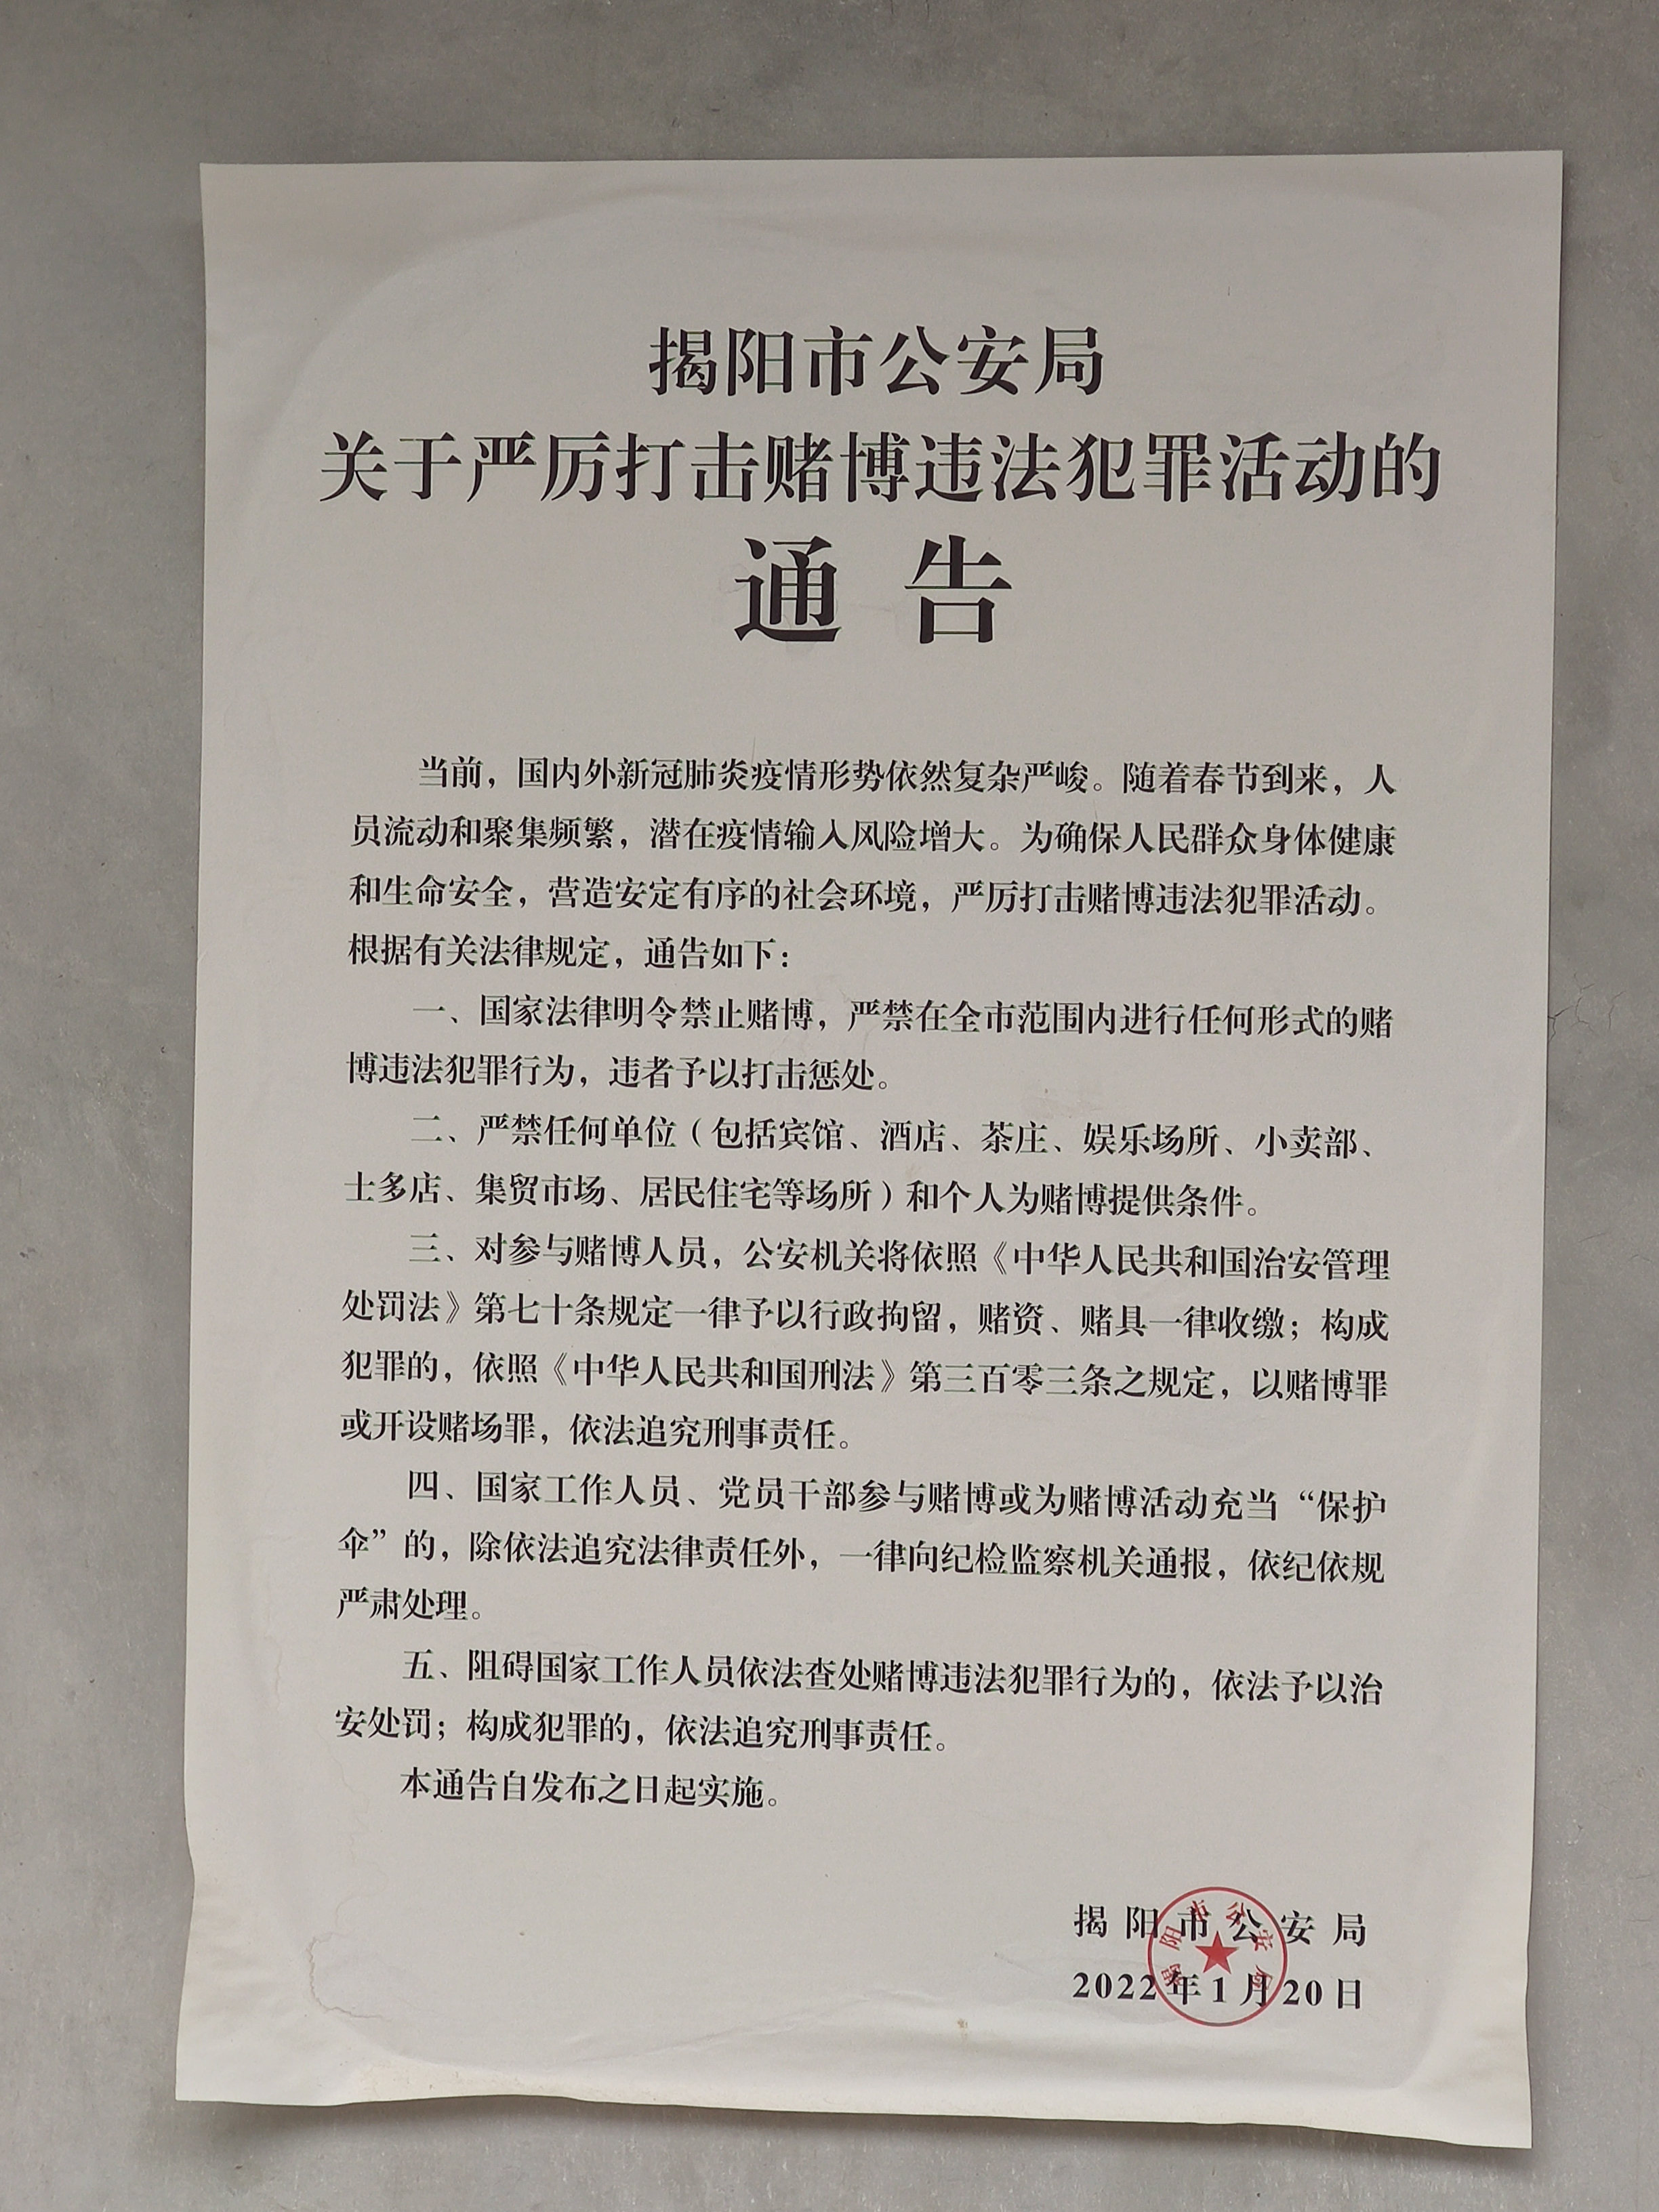 揭阳市公安局
关于严厉打击赌博违法犯罪活动的
通告
当前，国内外新冠肺炎疫情形势依然复杂严峻。随着春节到来，人
员流动和聚集频繁，潜在疫情输入风险增大。为确保人民群众身体健康
和生命安全，营造安定有序的社会环境，严厉打击赌博违法犯罪活动。
根据有关法律规定，通告如下：
一、国家法律明令禁止赌博，严禁在全市范围内进行任何形式的赌
博违法犯罪行为，违者予以打击惩处。
二、严禁任何单位（包括宾馆、酒店、茶庄、娱乐场所、小卖部、
士多店、集贸市场、居民住宅等场所）和个人为赌博提供条件。
三、对参与赌博人员，公安机关将依照《中华人民共和国治安管理
处罚法》第七十条规定一律予以行政拘留，赌资、赌具一律收缴；构成
犯罪的，依照《中华人民共和国刑法》第三百零三条之规定，以赌博罪
或开设赌场罪，依法追究刑事责任。
四、国家工作人员、党员干部参与赌博或为赌博活动充当“保护
伞”的，除依法追究法律责任外，一律向纪检监察机关通报，依纪依规
严肃处理。
五、阻碍国家工作人员依法查处赌博违法犯罪行为的，依法予以治
安处罚；构成犯罪的，依法追究刑事责任。
本通告自发布之日起实施。
揭阳市公安局
揭阳市公安局
2022年1月20日